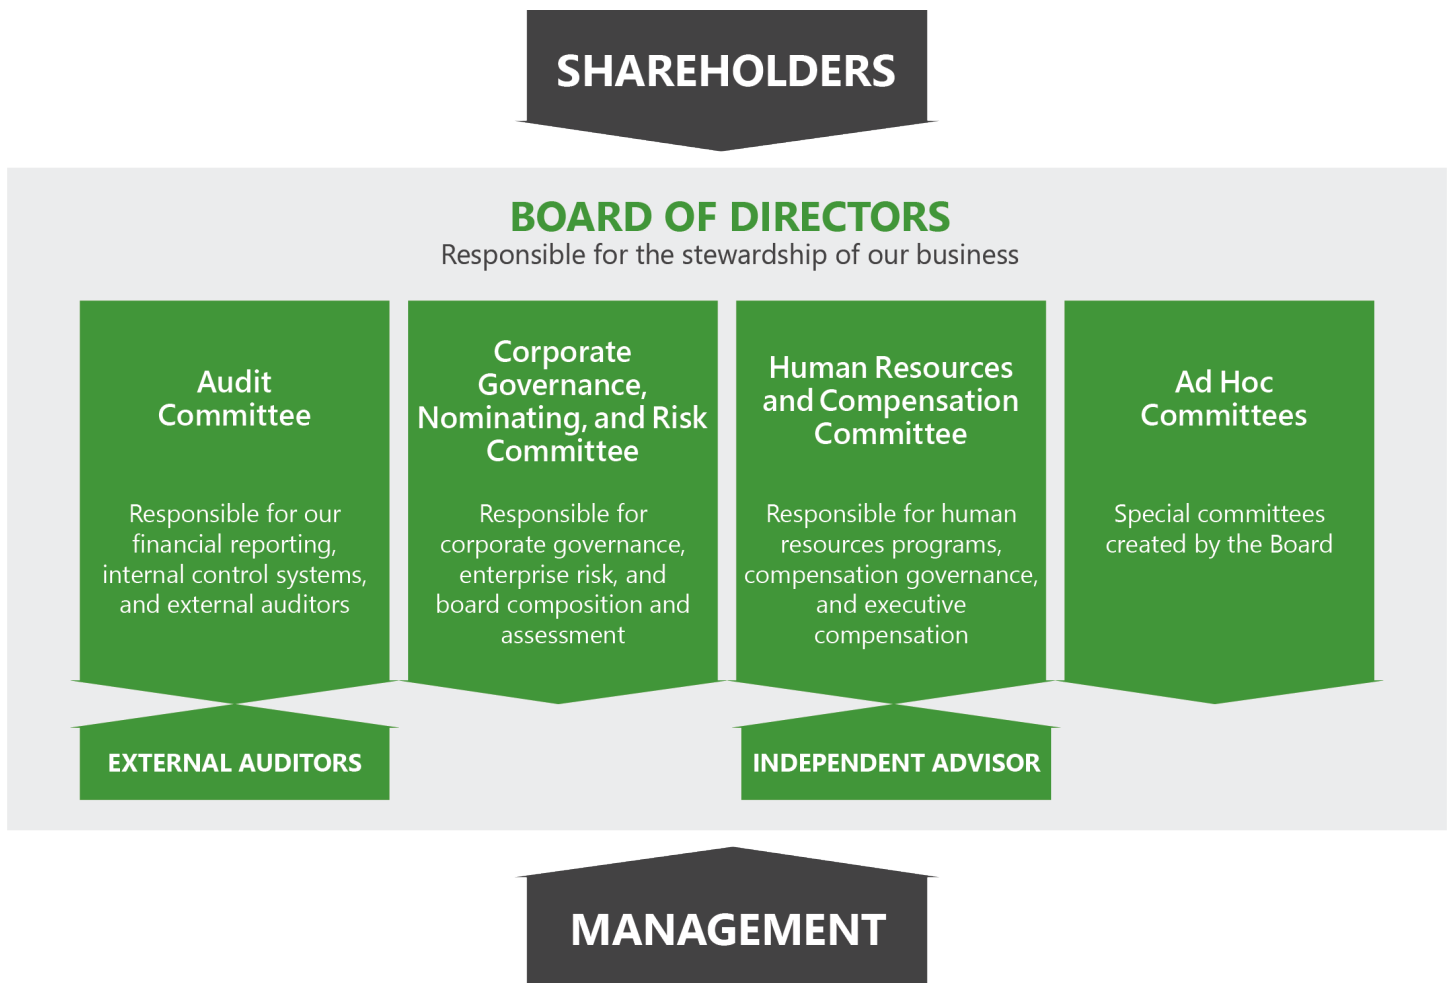 SHAREHOLDERS
BOARD OF DIRECTORS
Responsible for the stewardship of our business
Audit
Committee
Responsible for our
financial reporting,
internal control systems,
and external auditors
Corporate
Governance,
Nominating, and Risk
Committee
Responsible for
corporate governance,
enterprise risk, and
board composition and
assessment
Human Resources
and Compensation
Committee
Responsible for human
resources programs,
compensation governance,
and executive
compensation
Ad Hoc
Committees
Special committees
created by the Board
EXTERNAL AUDITORS
INDEPENDENT ADVISOR
MANAGEMENT